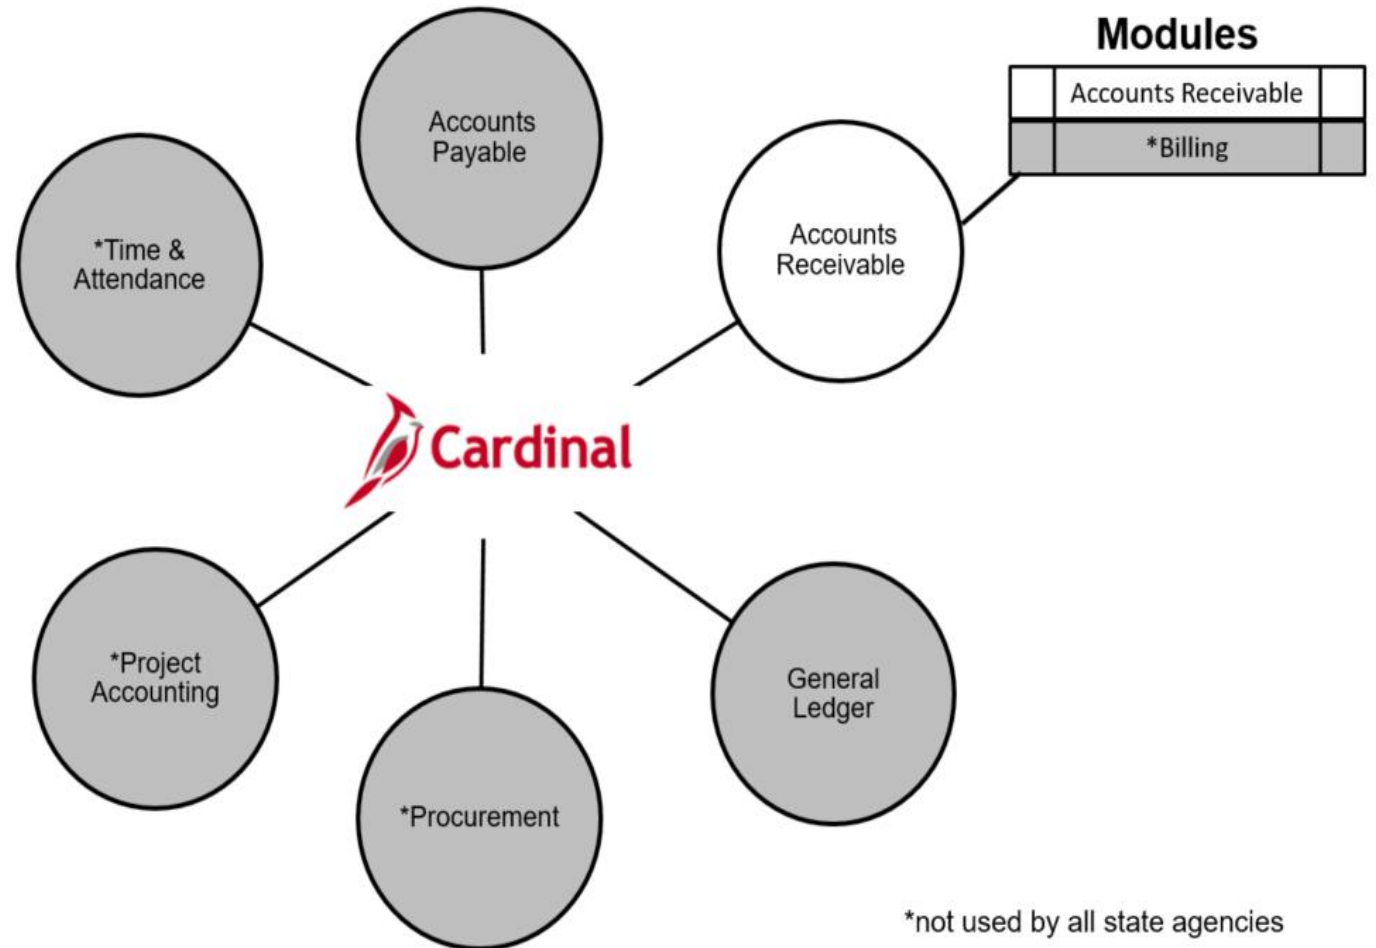 Modules
Accounts Receivable
*Billing
Accounts
Payable
Accounts
Receivable
*Time &
Attendance
Cardinal
*Project
Accounting
General
Ledger
*Procurement
*not used by all state agencies